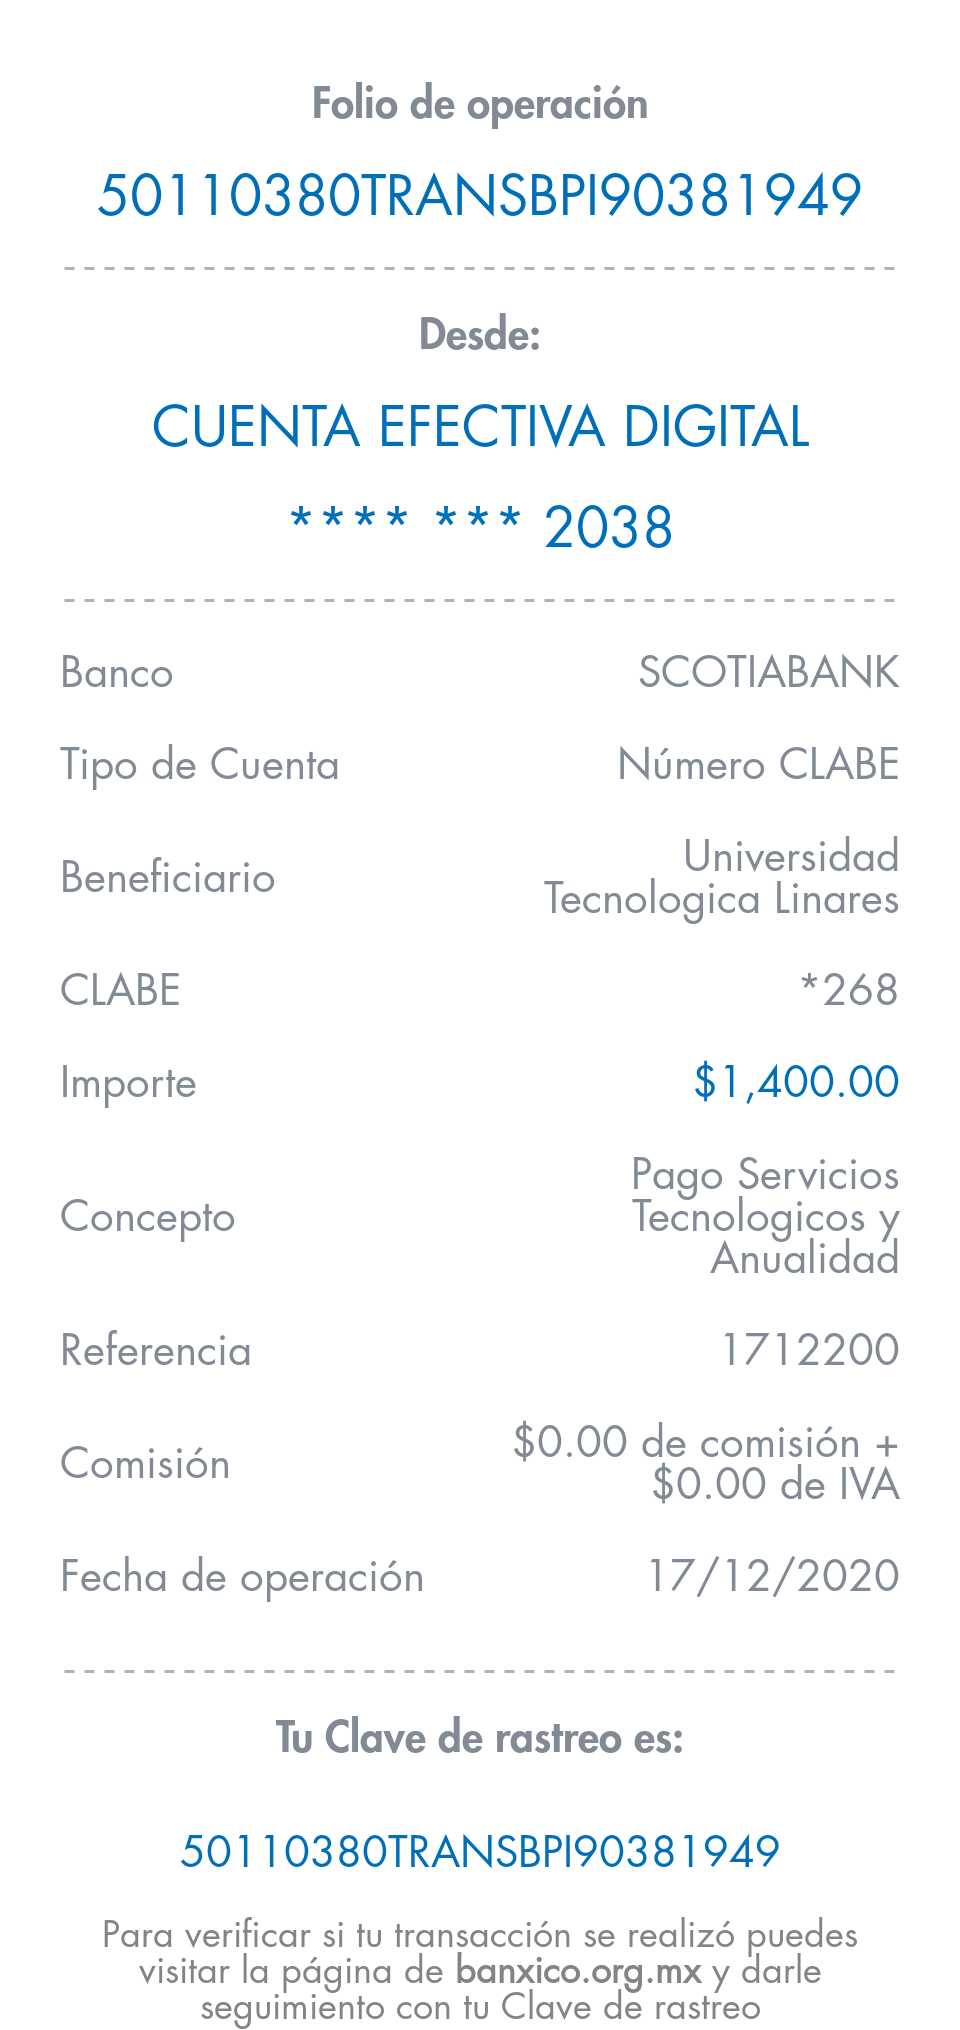 Folio de operación
50110380TRANSBPI90381949
Desde:
CUENTA EFECTIVA DIGITAL
**** *** 2038
Banco SCOTIABANK
Tipo de Cuenta Número CLABE
Beneficiario Universidad
Tecnologica Linares
CLABE *268
Importe $1,400.00
Concepto Pago Servicios
Tecnologicos y
Anualidad
Referencia 1712200
Comisión $0.00 de comisión +
$0.00 de IVA
Fecha de operación 17/12/2020
Tu Clave de rastreo es:
50110380TRANSBPI90381949
Para verificar si tu transacción se realizó puedes
visitar la página de banxico.org.mx y darle
seguimiento con tu Clave de rastreo